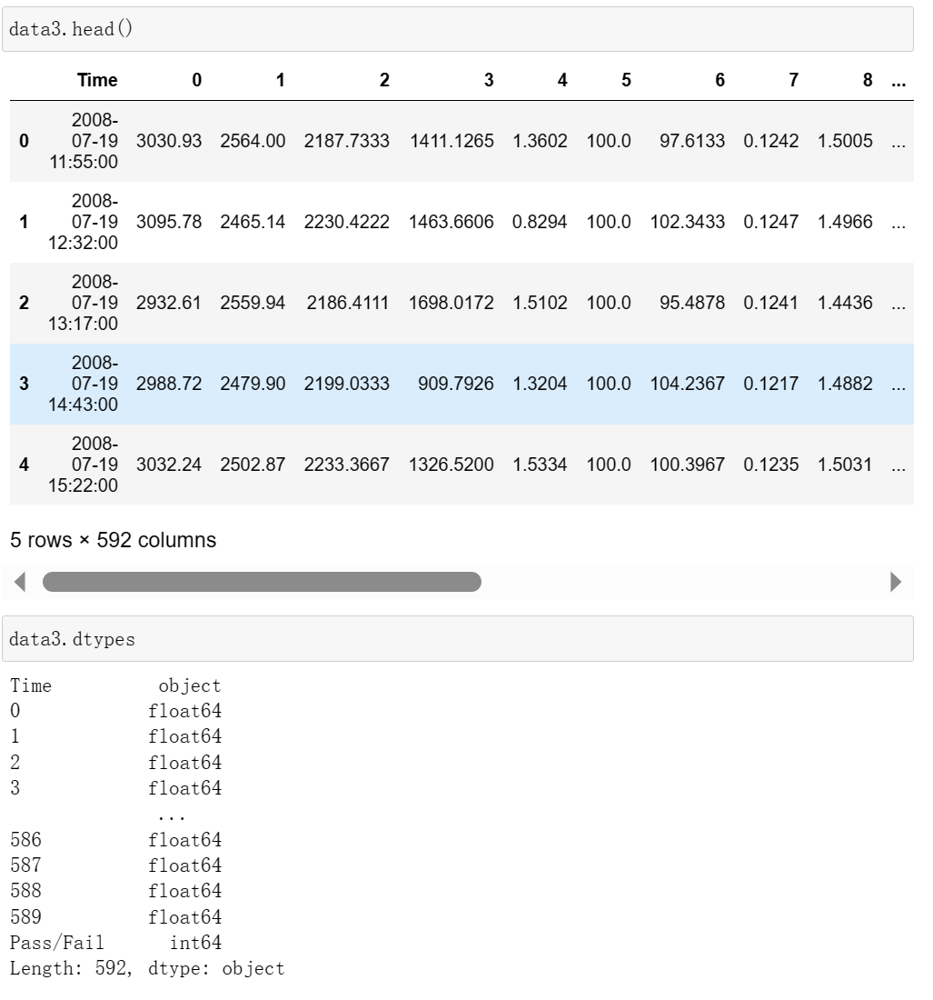 data3.head()
Time 0 1 2 3 4 5 6 7 8 ...
0 2008-07-19 11:55:00 3030.93 2564.00 2187.7333 1411.1265 1.3602 100.0 97.6133 0.1242 1.5005 ...
1 2008-07-19 12:32:00 3095.78 2465.14 2230.4222 1463.6606 0.8294 100.0 102.3433 0.1247 1.4966 ...
2 2008-07-19 13:17:00 2932.61 2559.94 2186.4111 1698.0172 1.5102 100.0 95.4878 0.1241 1.4436 ...
3 2008-07-19 14:43:00 2988.72 2479.90 2199.0333 909.7926 1.3204 100.0 104.2367 0.1217 1.4882 ...
4 2008-07-19 15:22:00 3032.24 2502.87 2233.3667 1326.5200 1.5334 100.0 100.3967 0.1235 1.5031 ...
5 rows × 592 columns
data3.dtypes
Time object
0 float64
1 float64
2 float64
3 float64
...
586 float64
587 float64
588 float64
589 float64
Pass/Fail int64
Length: 592, dtype: object